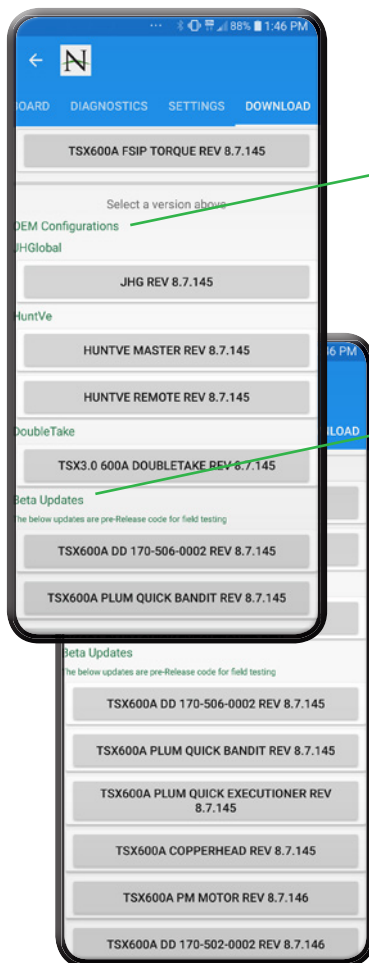 88% 1:46 PM
N
OARD DIAGNOSTICS SETTINGS DOWNLOAD
TSX600A FSIP TORQUE REV 8.7.145
Select a version above
OEM Configurations
JHGlobal
JHG REV 8.7.145
HuntVe
HUNTVE MASTER REV 8.7.145
HUNTVE REMOTE REV 8.7.145
DoubleTake
TSX3.0 600A DOUBLETAKE REV 8.7.145
Beta Updates
The below updates are pre-Release code for field testing
TSX600A DD 170-506-0002 REV 8.7.145
TSX600A PLUM QUICK BANDIT REV 8.7.145
46 PM
LOAD
Beta Updates
The below updates are pre-Release code for field testing
TSX600A DD 170-506-0002 REV 8.7.145
TSX600A PLUM QUICK BANDIT REV 8.7.145
TSX600A PLUM QUICK EXECUTIONER REV
8.7.145
TSX600A COPPERHEAD REV 8.7.145
TSX600A PM MOTOR REV 8.7.146
TSX600A DD 170-502-0002 REV 8.7.146